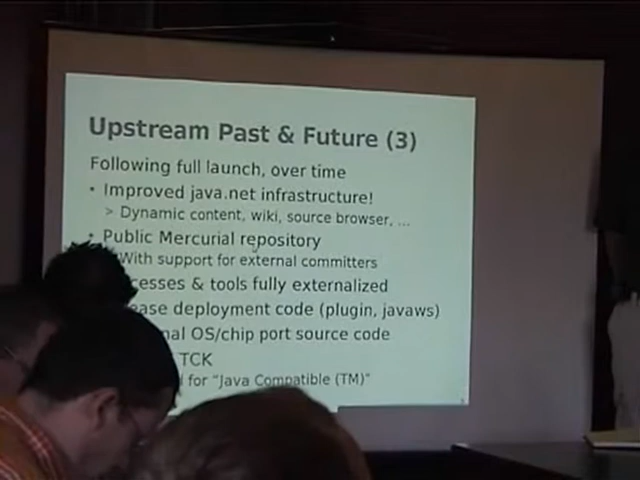 Upstream Past & Future (3)
Following full launch, over time
• Improved java.net infrastructure!
> Dynamic content, wiki, source browser, ...
• Public Mercurial repository
With support for external committers
cesses & tools fully externalized
ease deployment code (plugin, javaws)
nal OS/chip port source code
TCK
for "Java Compatible (TM)"